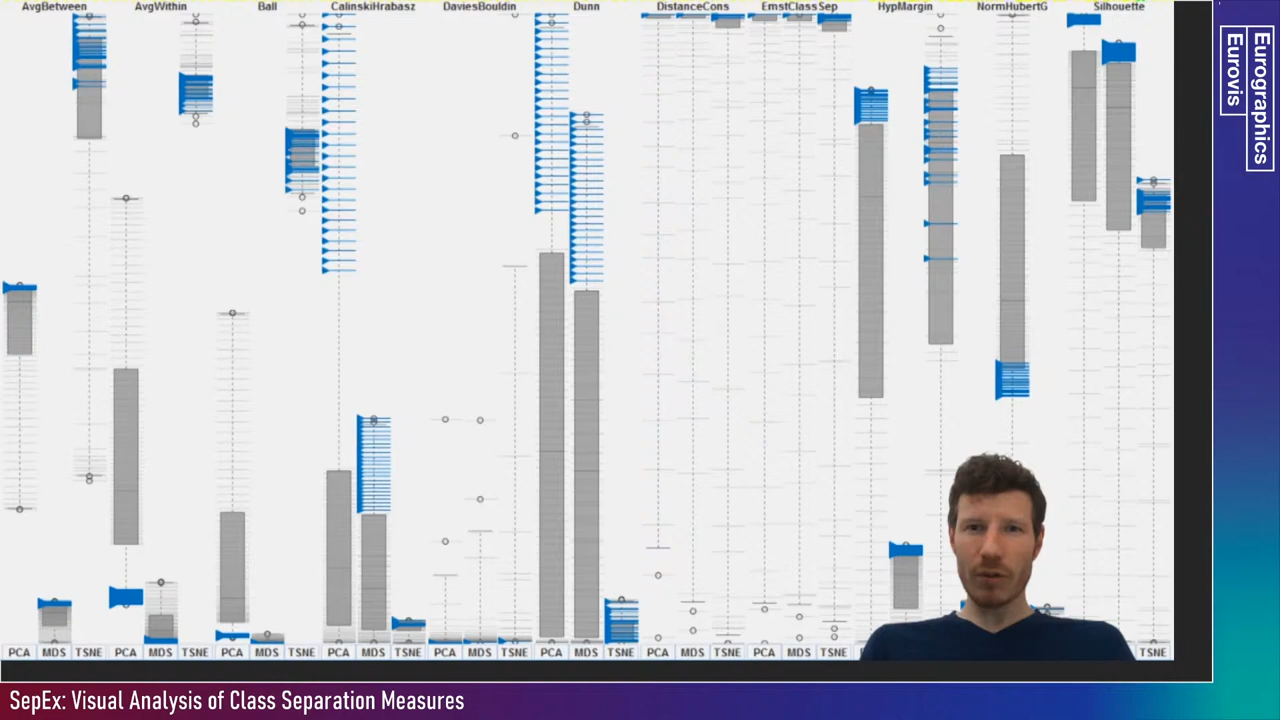 AvgBetween AvgWithin Ball CalinskiHrabasz DaviesBouldin Dunn DistanceCons EmstClassSep HypMargin NormHubertG Silhouette
Eurographics
Eurovis
PCA MDS TSNE PCA MDS TSNE PCA MDS TSNE PCA MDS TSNE PCA MDS TSNE PCA MDS TSNE PCA MDS TSNE PCA MDS TSNE TSNE
SepEx: Visual Analysis of Class Separation Measures